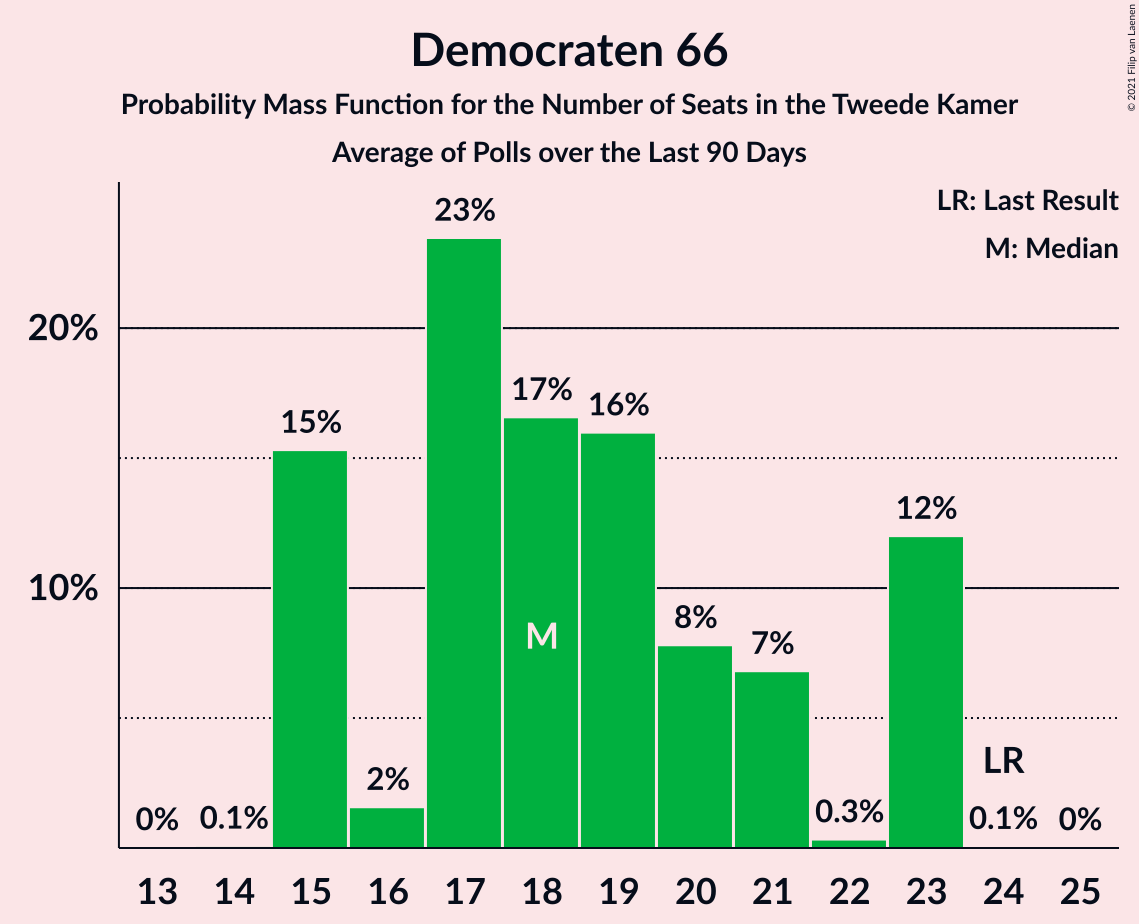 Democraten 66
Probability Mass Function for the Number of Seats in the Tweede Kamer
Average of Polls over the Last 90 Days
© 2021 Filip van Laenen
LR: Last Result
M: Median
20%
10%
0%
0.1%
15%
2%
23%
17%
16%
8%
7%
0.3%
12%
0.1%
0%
M
LR
13 14 15 16 17 18 19 20 21 22 23 24 25